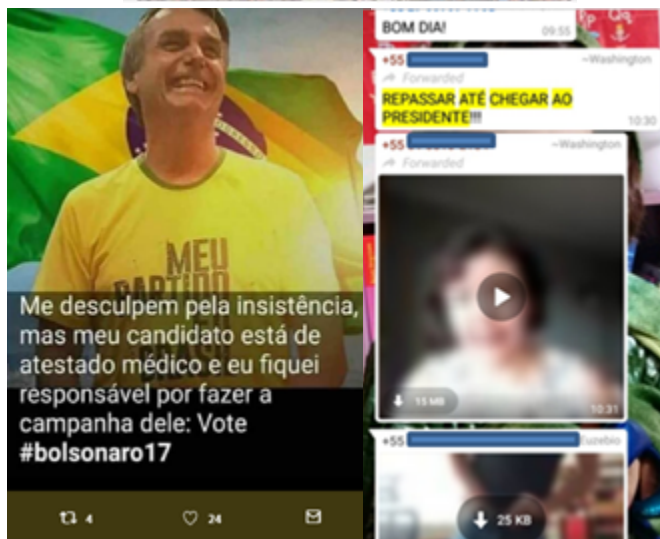 MEU
PARTIDO
Me desculpem pela insistência,
mas meu candidato está de
atestado médico e eu fiquei
responsável por fazer a
campanha dele: Vote
#bolsonaro17
4
24
BOM DIA!
09:55
+55
~Washington
Forwarded
REPASSAR ATÉ CHEGAR AO
PRESIDENTE!!!
10:30
+55
~Washington
Forwarded
15 MB
10:31
+55
Euzebio
25 KB